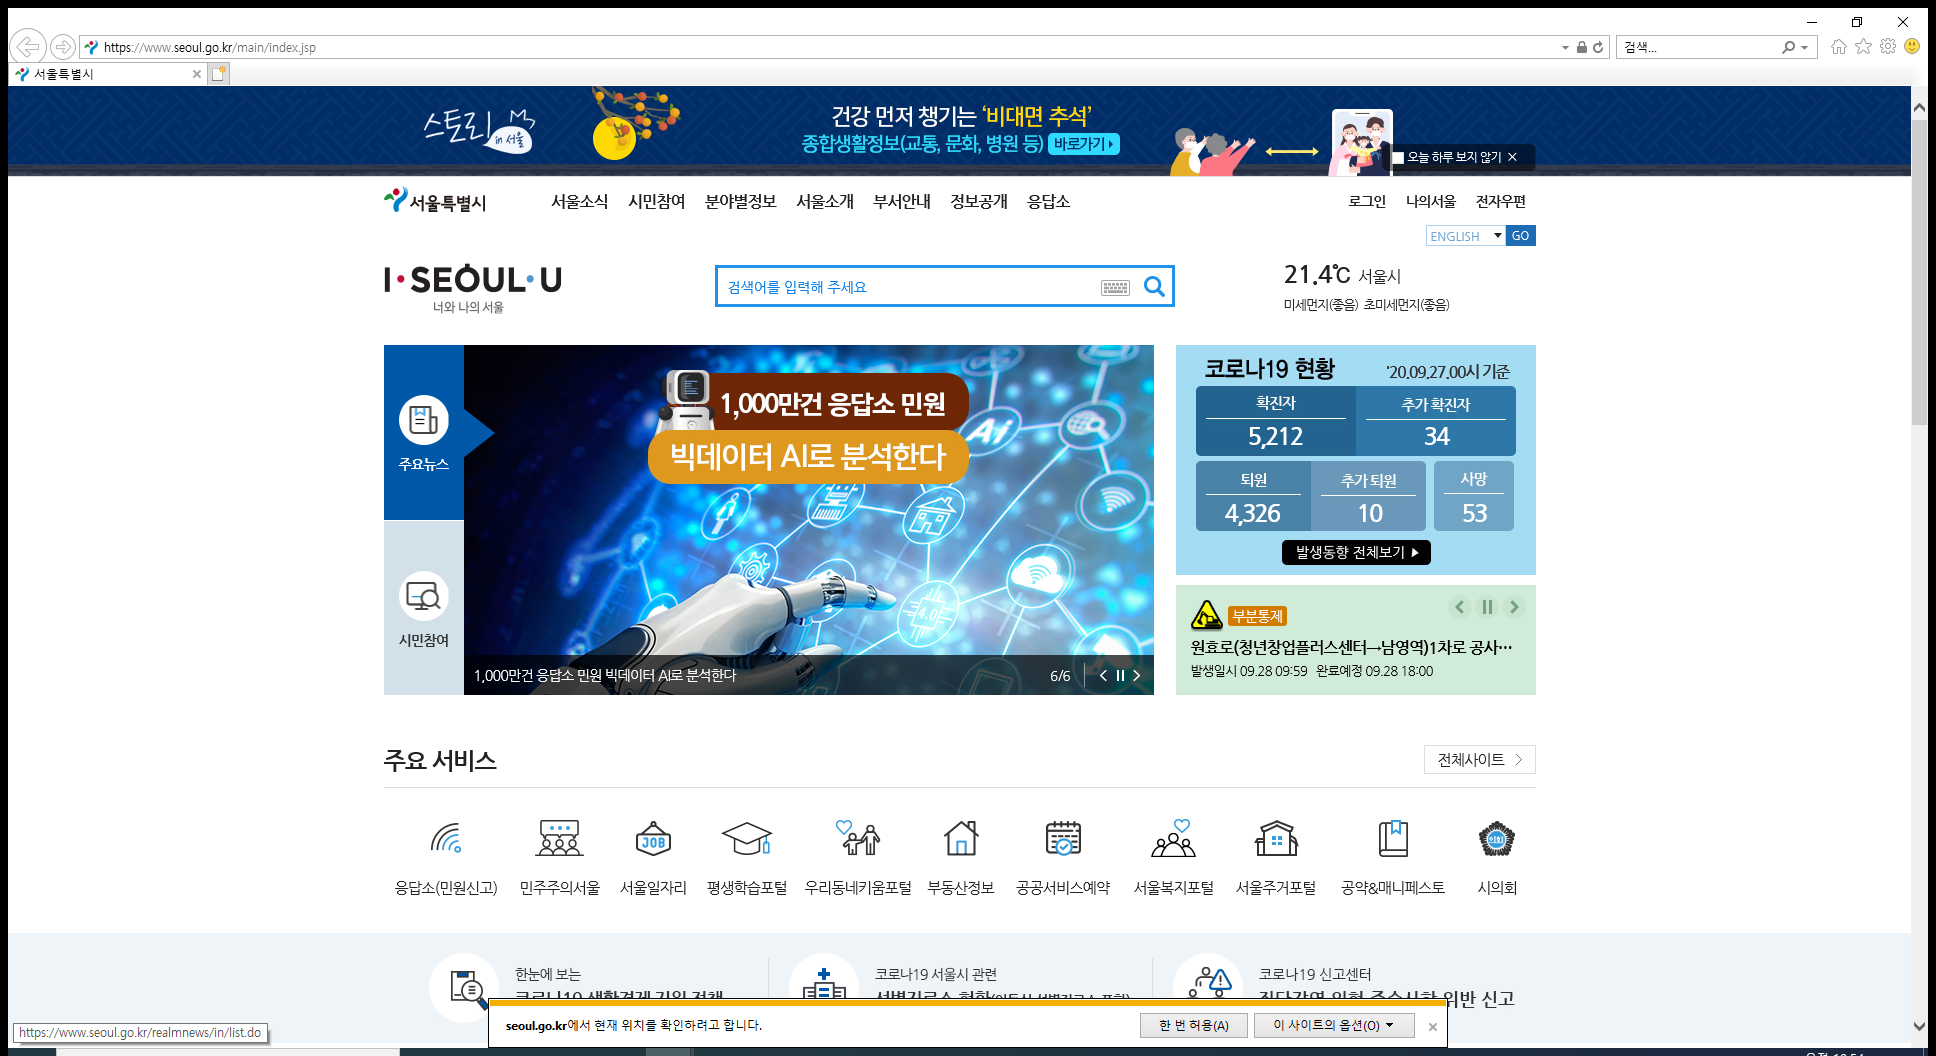 https://www.seoul.go.kr/main/index.jsp
검색...
서울특별시
스토리 in 서울
건강 먼저 챙기는 ‘비대면 추석’
종합생활정보(교통, 문화, 병원 등) 바로가기
오늘 하루 보지 않기 ×
서울특별시
서울소식 시민참여 분야별정보 서울소개 부서안내 정보공개 응답소
로그인 나의서울 전자우편
ENGLISH GO
I·SEOUL·U
너와 나의 서울
검색어를 입력해 주세요
21.4℃ 서울시
미세먼지(좋음) 초미세먼지(좋음)
주요뉴스
시민참여
1,000만건 응답소 민원
빅데이터 AI로 분석한다
Ai
4.0
1,000만건 응답소 민원 빅데이터 AI로 분석한다
6/6
코로나19 현황 '20.09.27.00시 기준
확진자 추가 확진자
5,212 34
퇴원 추가 퇴원 사망
4,326 10 53
발생동향 전체보기
부분통제
원효로(청년창업플러스센터→남영역)1차로 공사…
발생일시 09.28 09:59 완료예정 09.28 18:00
주요 서비스
전체사이트
JOB
의회
응답소(민원신고) 민주주의서울 서울일자리 평생학습포털 우리동네키움포털 부동산정보 공공서비스예약 서울복지포털 서울주거포털 공약&매니페스토 시의회
한눈에 보는
코로나19 서울시 관련
코로나19 신고센터
위반 신고
seoul.go.kr에서 현재 위치를 확인하려고 합니다.
한 번 허용(A) 이 사이트의 옵션(O)
https://www.seoul.go.kr/realmnews/in/list.do